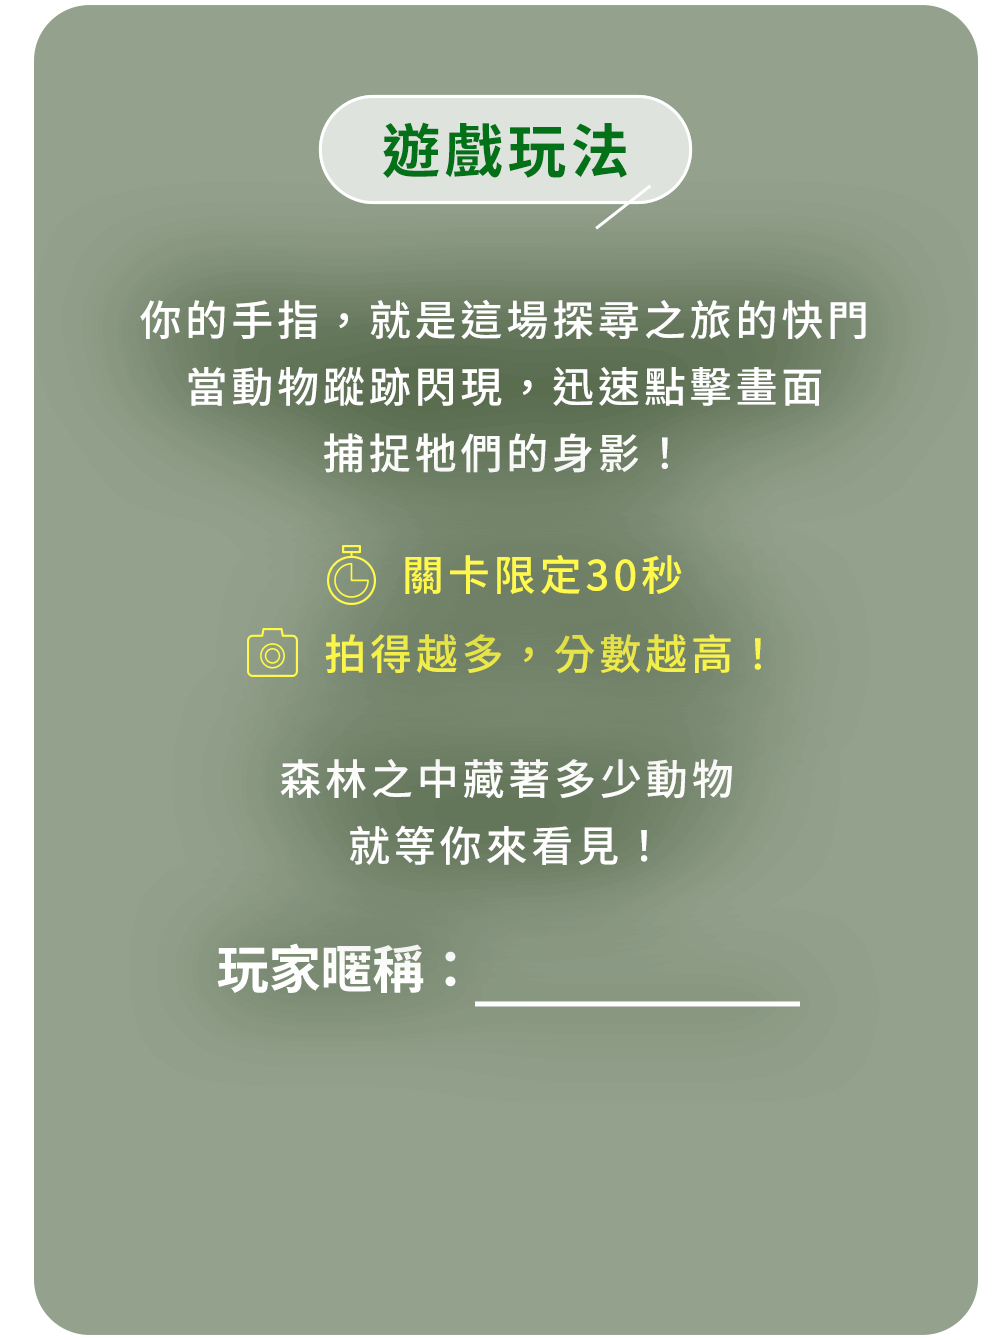 遊戲玩法
你的手指，就是這場探尋之旅的快門
當動物蹤跡閃現，迅速點擊畫面
捕捉牠們的身影！
關卡限定30秒
拍得越多，分數越高！
森林之中藏著多少動物
就等你來看見！
玩家暱稱：